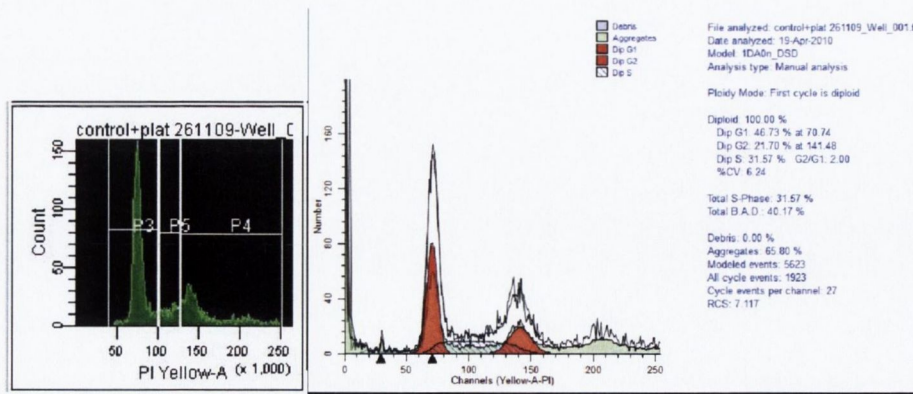 control+plat 261109-Well_
Count
150
100
50
0
P3
P5
P4
50 100 150 200 250
PI Yellow-A (x 1,000)
Debris
Aggregates
Dip G1
Dip G2
Dip S
Number
160
120
80
40
0
0 50 100 150 200 250
Channels (Yellow-A-PI)
File analyzed: control+plat 261109_Well_001.
Date analyzed: 19-Apr-2010
Model: 1DA0n_DSD
Analysis type: Manual analysis
Ploidy Mode: First cycle is diploid
Diploid: 100.00 %
Dip G1: 46.73 % at 70.74
Dip G2: 21.70 % at 141.48
Dip S: 31.57 % G2/G1: 2.00
%CV: 6.24
Total S-Phase: 31.57 %
Total B.A.D.: 40.17 %
Debris: 0.00 %
Aggregates: 65.80 %
Modeled events: 5623
All cycle events: 1923
Cycle events per channel: 27
RCS: 7.117